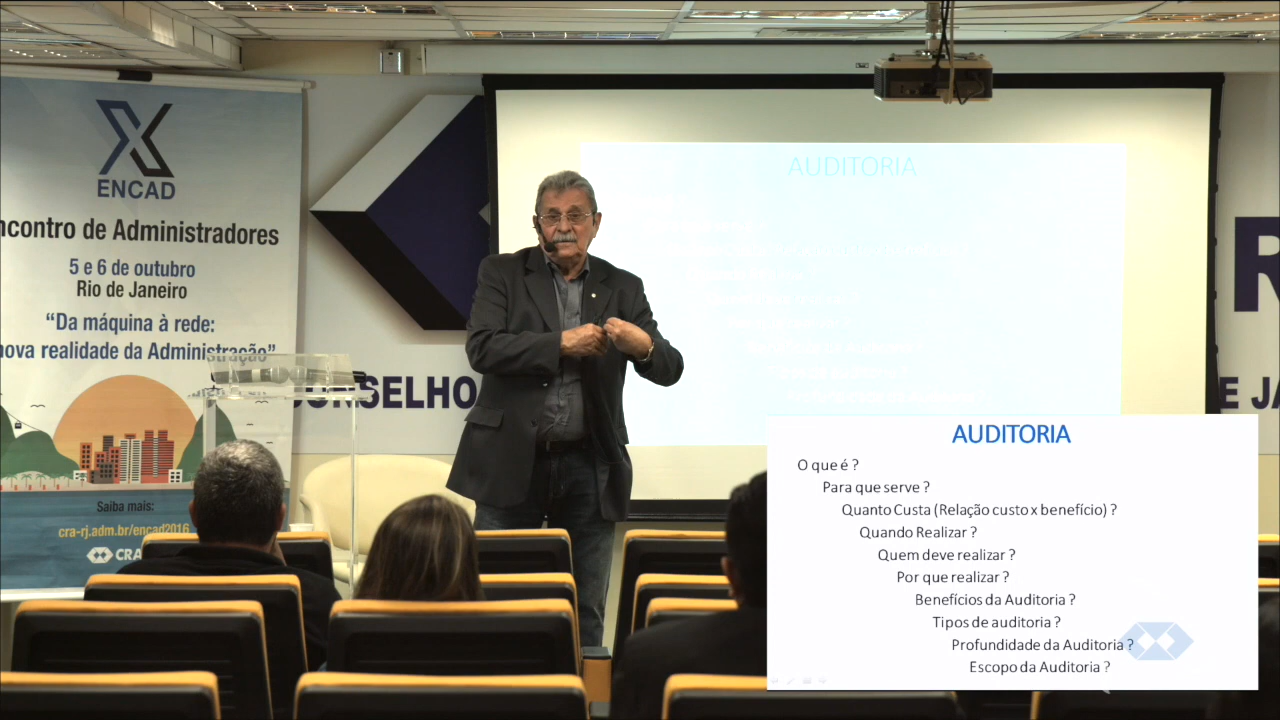 ENCAD
ncontro de Administradores
5 e 6 de outubro
Rio de Janeiro
“Da máquina à rede:
nova realidade da Administração”
Saiba mais:
cra-rj.adm.br/encad2016
CRA
CONSELHO
R
E JA
AUDITORIA
AUDITORIA
O que é ?
Para que serve ?
Quanto Custa (Relação custo x benefício) ?
Quando Realizar ?
Quem deve realizar ?
Por que realizar ?
Benefícios da Auditoria ?
Tipos de auditoria ?
Profundidade da Auditoria ?
Escopo da Auditoria ?